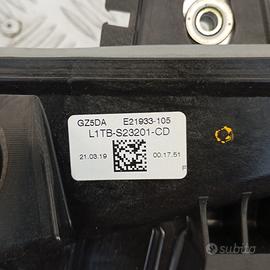 GZ5DA E21933-105
L1TB-S23201-CD
21.03.19 00.17.51
F
subito